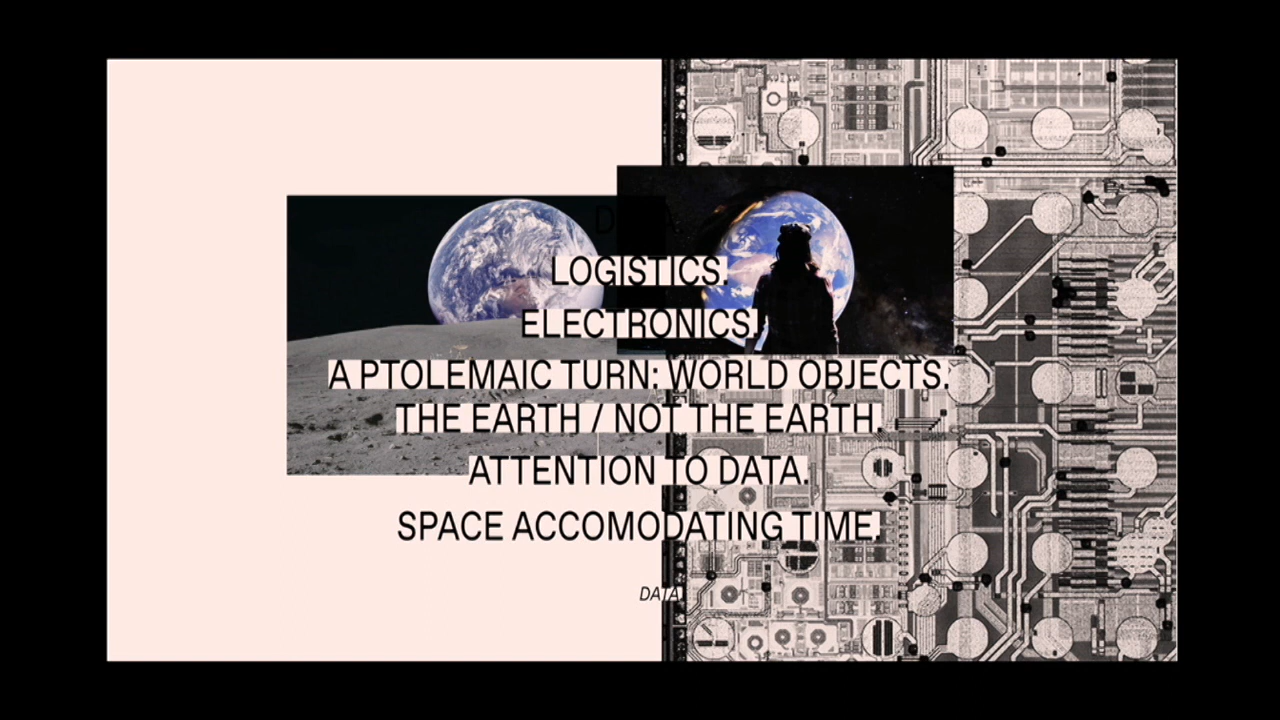 LOGISTICS.
ELECTRONICS.
A PTOLEMAIC TURN: WORLD OBJECTS.
THE EARTH / NOT THE EARTH.
ATTENTION TO DATA.
SPACE ACCOMODATING TIME.
DATA